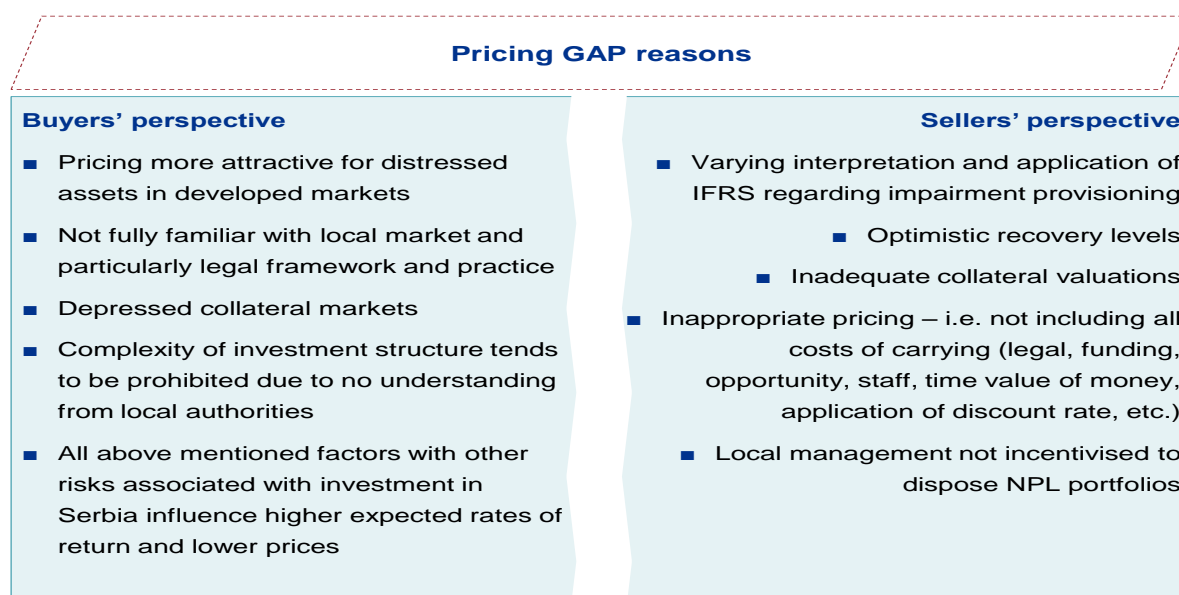 Pricing GAP reasons
Buyers’ perspective
■ Pricing more attractive for distressed
assets in developed markets
■ Not fully familiar with local market and
particularly legal framework and practice
■ Depressed collateral markets
■ Complexity of investment structure tends
to be prohibited due to no understanding
from local authorities
■ All above mentioned factors with other
risks associated with investment in
Serbia influence higher expected rates of
return and lower prices
Sellers’ perspective
■ Varying interpretation and application of
IFRS regarding impairment provisioning
■ Optimistic recovery levels
■ Inadequate collateral valuations
■ Inappropriate pricing – i.e. not including all
costs of carrying (legal, funding,
opportunity, staff, time value of money,
application of discount rate, etc.)
■ Local management not incentivised to
dispose NPL portfolios